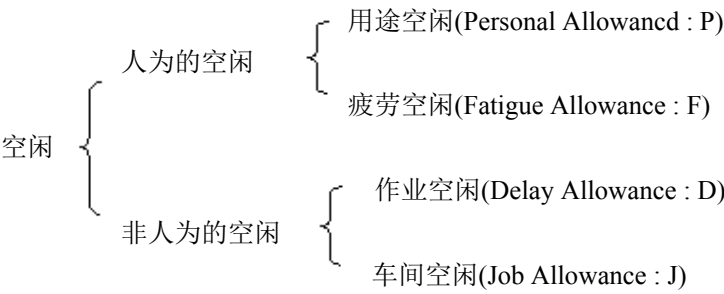 用途空闲(Personal Allowancd : P)
人为的空闲
疲劳空闲(Fatigue Allowance : F)
空闲
作业空闲(Delay Allowance : D)
非人为的空闲
车间空闲(Job Allowance : J)